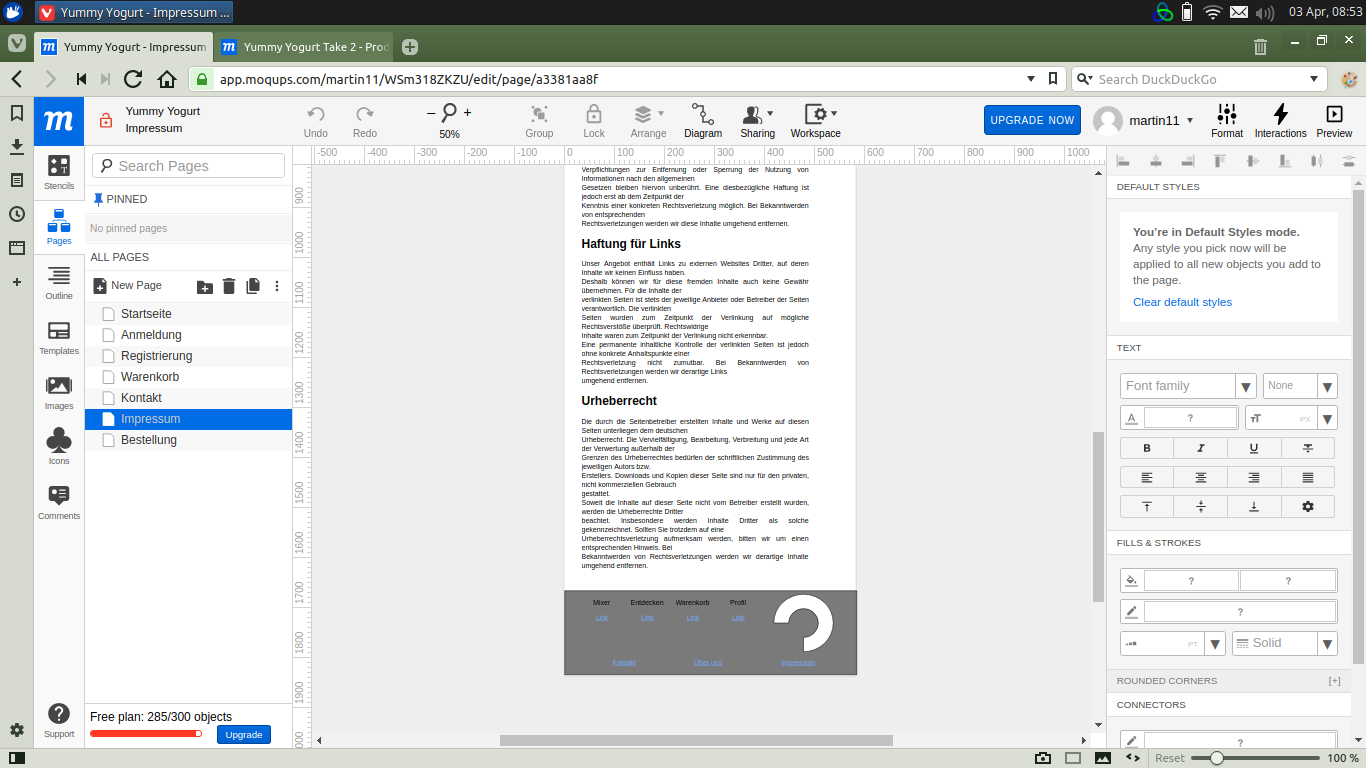 Yummy Yogurt - Impressum ...
03 Apr, 08:53
Yummy Yogurt - Impressum
Yummy Yogurt Take 2 - Prod
app.moqups.com/martin11/WSm318ZKZU/edit/page/a3381aa8f
Search DuckDuckGo
m
Yummy Yogurt
Impressum
Undo
Redo
50%
Group
Lock
Arrange
Diagram
Sharing
Workspace
UPGRADE NOW
martin11
Format
Interactions
Preview
Stencils
Pages
Outline
Templates
Images
Icons
Comments
Support
Search Pages
PINNED
No pinned pages
ALL PAGES
New Page
Startseite
Anmeldung
Registrierung
Warenkorb
Kontakt
Impressum
Bestellung
Free plan: 285/300 objects
Upgrade
-500 -400 -300 -200 -100 0 100 200 300 400 500 600 700 800 900 1000
900
1000
1100
1200
1300
1400
1500
1600
1700
1800
1900
Verpflichtungen zur Entfernung oder Sperrung der Nutzung von
Informationen nach den allgemeinen
Gesetzen bleiben hiervon unberührt. Eine diesbezügliche Haftung ist
jedoch erst ab dem Zeitpunkt der
Kenntnis einer konkreten Rechtsverletzung möglich. Bei Bekanntwerden
von entsprechenden
Rechtsverletzungen werden wir diese Inhalte umgehend entfernen.
Haftung für Links
Unser Angebot enthält Links zu externen Websites Dritter, auf deren
Inhalte wir keinen Einfluss haben.
Deshalb können wir für diese fremden Inhalte auch keine Gewähr
übernehmen. Für die Inhalte der
verlinkten Seiten ist stets der jeweilige Anbieter oder Betreiber der Seiten
verantwortlich. Die verlinkten
Seiten wurden zum Zeitpunkt der Verlinkung auf mögliche
Rechtsverstöße überprüft. Rechtswidrige
Inhalte waren zum Zeitpunkt der Verlinkung nicht erkennbar.
Eine permanente inhaltliche Kontrolle der verlinkten Seiten ist jedoch
ohne konkrete Anhaltspunkte einer
Rechtsverletzung nicht zumutbar. Bei Bekanntwerden von
Rechtsverletzungen werden wir derartige Links
umgehend entfernen.
Urheberrecht
Die durch die Seitenbetreiber erstellten Inhalte und Werke auf diesen
Seiten unterliegen dem deutschen
Urheberrecht. Die Vervielfältigung, Bearbeitung, Verbreitung und jede Art
der Verwertung außerhalb der
Grenzen des Urheberrechtes bedürfen der schriftlichen Zustimmung des
jeweiligen Autors bzw.
Erstellers. Downloads und Kopien dieser Seite sind nur für den privaten,
nicht kommerziellen Gebrauch
gestattet.
Soweit die Inhalte auf dieser Seite nicht vom Betreiber erstellt wurden,
werden die Urheberrechte Dritter
beachtet. Insbesondere werden Inhalte Dritter als solche
gekennzeichnet. Sollten Sie trotzdem auf eine
Urheberrechtsverletzung aufmerksam werden, bitten wir um einen
entsprechenden Hinweis. Bei
Bekanntwerden von Rechtsverletzungen werden wir derartige Inhalte
umgehend entfernen.
Mixer Entdecken Warenkorb Profil
Link Link Link Link
Kontakt Über uns Impressum
DEFAULT STYLES
You're in Default Styles mode.
Any style you pick now will be
applied to all new objects you add to
the page.
Clear default styles
TEXT
Font family
None
A ? TT PX
B I U
FILLS & STROKES
? ?
?
PT Solid
ROUNDED CORNERS [+]
CONNECTORS
?
Reset 100 %